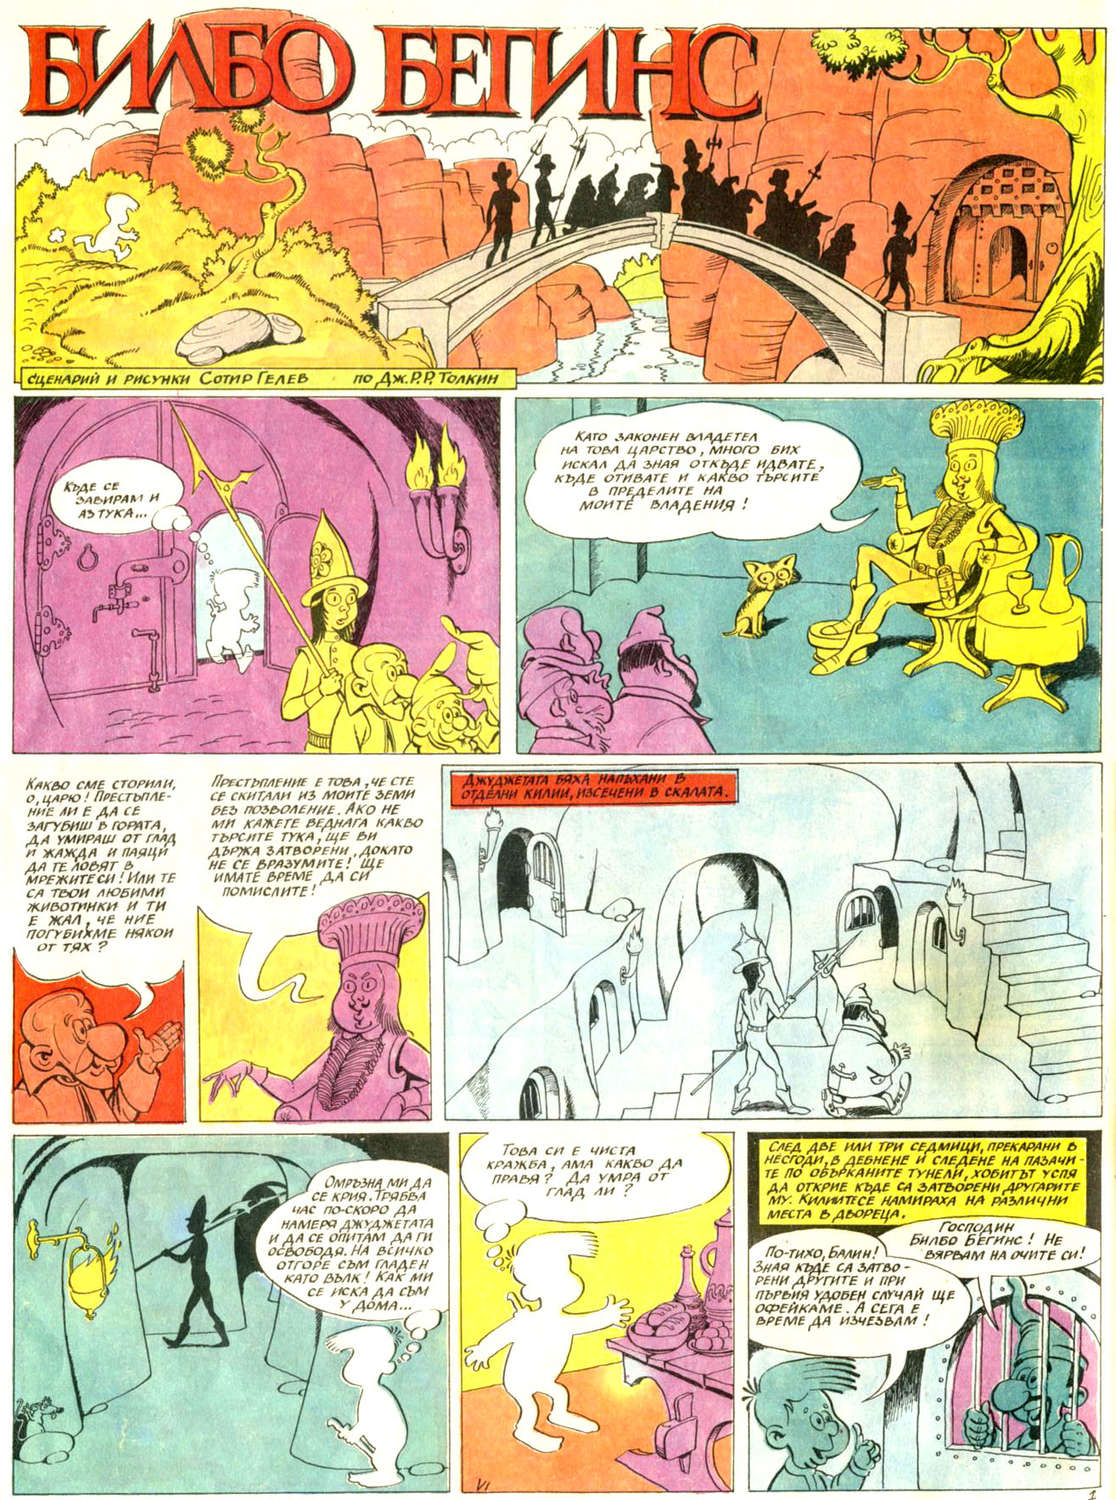 БИЛБО БЕГИНС
СЦЕНАРИЙ И РИСУНКИ СОТИР ГЕЛЕВ ПО ДЖ.Р.Р. ТОЛКИН
КЪДЕ СЕ
ЗАВИРАМ И
АЗ ТУКА...
КАТО ЗАКОНЕН ВЛАДЕТЕЛ
НА ТОВА ЦАРСТВО, МНОГО БИХ
ИСКАЛ ДА ЗНАЯ ОТКЪДЕ ИДВАТЕ,
КЪДЕ ОТИВАТЕ И КАКВО ТЪРСИТЕ
В ПРЕДЕЛИТЕ НА
МОИТЕ ВЛАДЕНИЯ!
КАКВО СМЕ СТОРИЛИ,
О, ЦАРЮ! ПРЕСТЪПЛЕ-
НИЕ ЛИ Е ДА СЕ
ЗАГУБИШ В ГОРАТА,
ДА УМИРАШ ОТ ГЛАД
И ЖАЖДА И ПАЯЦИ
ДА ТЕ ЛОВЯТ В
МРЕЖИТЕ СИ! ИЛИ ТЕ
СА ТВОИ ЛЮБИМИ
ЖИВОТИНКИ И ТИ
Е ЖАЛ, ЧЕ НИЕ
ПОГУБИХМЕ НЯКОИ
ОТ ТЯХ?
ПРЕСТЪПЛЕНИЕ Е ТОВА, ЧЕ СТЕ
СЕ СКИТАЛИ ИЗ МОИТЕ ЗЕМИ
БЕЗ ПОЗВОЛЕНИЕ. АКО НЕ
МИ КАЖЕТЕ ВЕДНАГА КАКВО
ТЪРСИТЕ ТУКА, ЩЕ ВИ
ДЪРЖА ЗАТВОРЕНИ, ДОКАТО
НЕ СЕ ВРАЗУМИТЕ! ЩЕ
ИМАТЕ ВРЕМЕ ДА СИ
ПОМИСЛИТЕ!
ДЖУДЖЕТАТА БЯХА НАПЪХАНИ В
ОТДЕЛНИ КИЛИИ, ИЗСЕЧЕНИ В СКАЛАТА.
ОМРЪЗНА МИ ДА
СЕ КРИЯ. ТРЯБВА
ЧАС ПО-СКОРО ДА
НАМЕРЯ ДЖУДЖЕТАТА
И ДА СЕ ОПИТАМ ДА ГИ
ОСВОБОДЯ. НА ВСИЧКО
ОТГОРЕ СЪМ ГЛАДЕН
КАТО ВЪЛК! КАК МИ
СЕ ИСКА ДА СЪМ
У ДОМА...
ТОВА СИ Е ЧИСТА
КРАЖБА, АМА КАКВО ДА
ПРАВЯ? ДА УМРА ОТ
ГЛАД ЛИ?
VI
СЛЕД ДВЕ ИЛИ ТРИ СЕДМИЦИ, ПРЕКАРАНИ В
НЕСГОДИ, В ДЕБНЕНЕ И СЛЕДЕНЕ НА ПАЗАЧИ-
ТЕ ПО ОБЪРКАНИТЕ ТУНЕЛИ, ХОБИТЪТ УСПЯ
ДА ОТКРИЕ КЪДЕ СА ЗАТВОРЕНИ ДРУГАРИТЕ
МУ. КИЛИИТЕ СЕ НАМИРАХА НА РАЗЛИЧНИ
МЕСТА В ДВОРЕЦА.
ГОСПОДИН
БИЛБО БЕГИНС! НЕ
ВЯРВАМ НА ОЧИТЕ СИ!
ПО-ТИХО, БАЛИН!
ЗНАЯ КЪДЕ СА ЗАТВО-
РЕНИ ДРУГИТЕ И ПРИ
ПЪРВИЯ УДОБЕН СЛУЧАЙ ЩЕ
ОФЕЙКАМЕ. А СЕГА Е
ВРЕМЕ ДА ИЗЧЕЗВАМ!
1